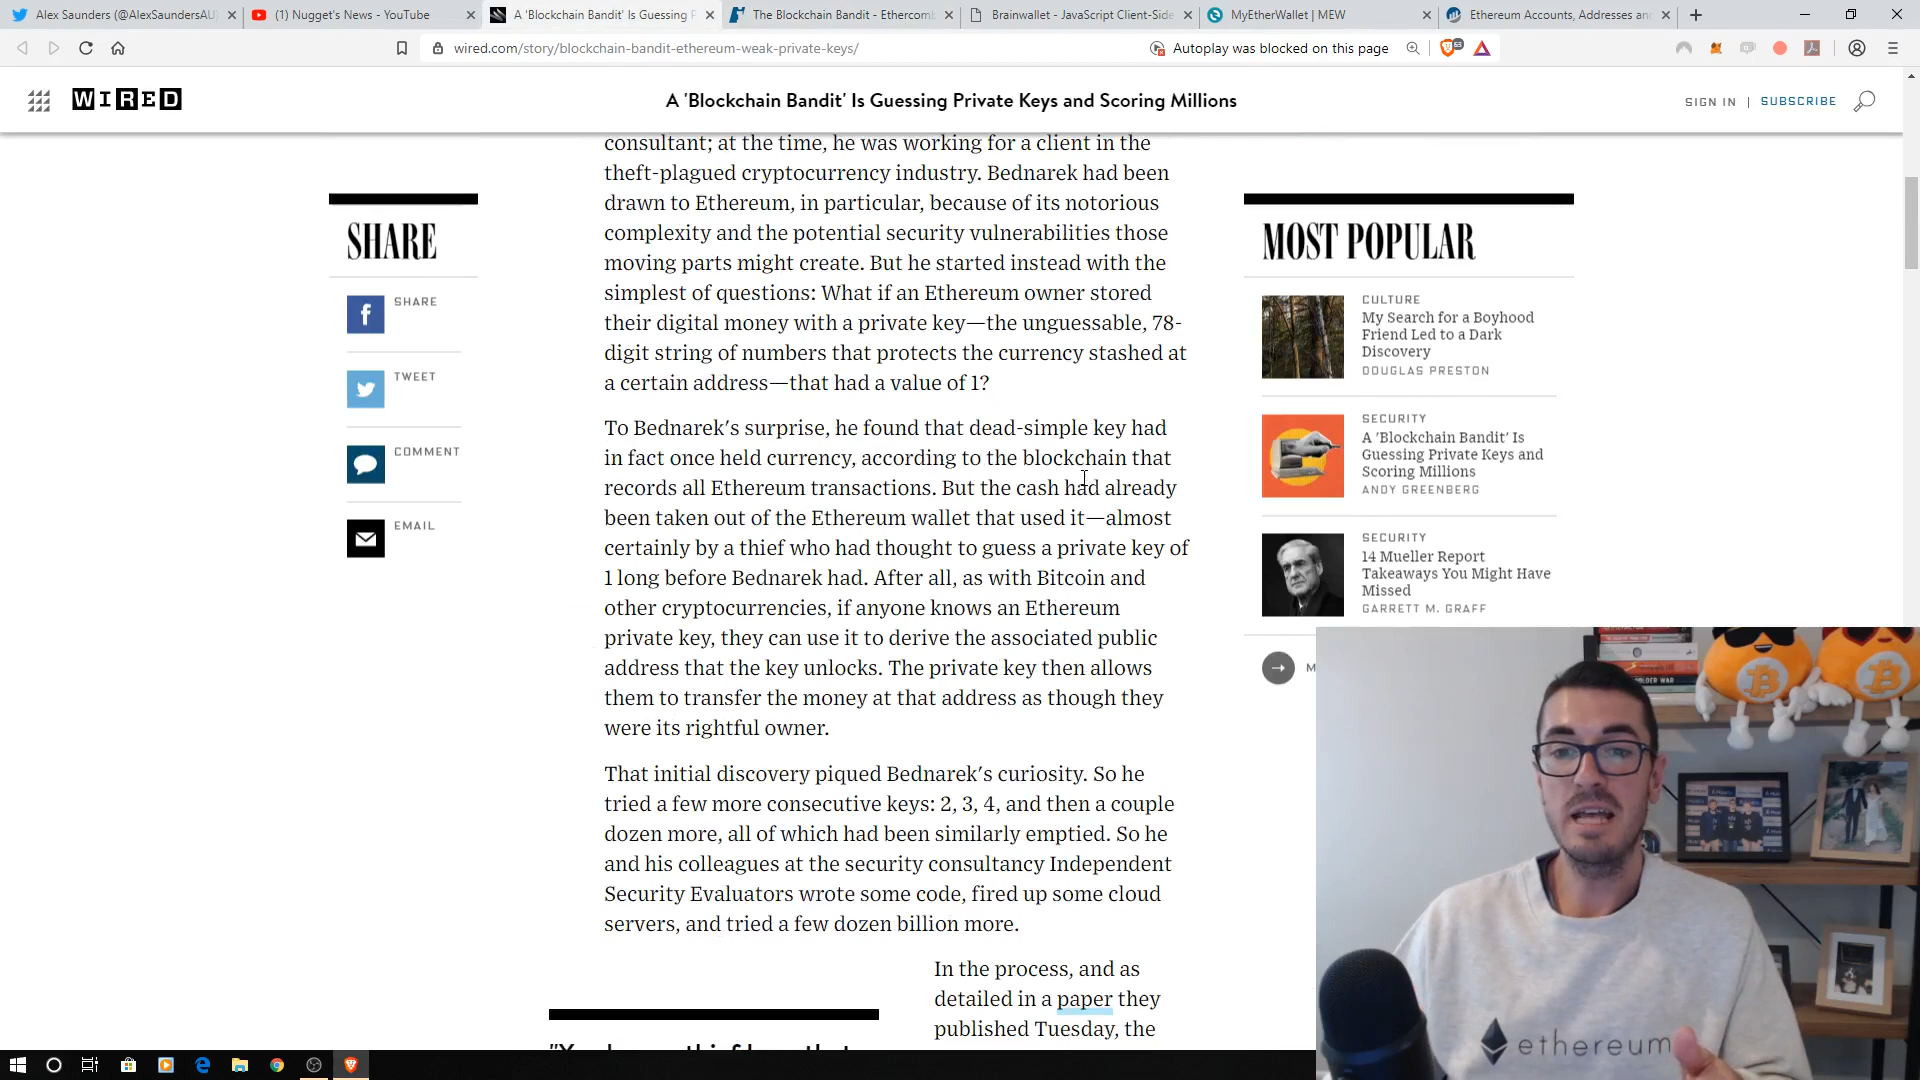 Alex Saunders (@AlexSaundersAU
(1) Nugget's News - YouTube
A 'Blockchain Bandit' Is Guessing P
The Blockchain Bandit - Ethercomb
Brainwallet - JavaScript Client-Side
MyEtherWallet | MEW
Ethereum Accounts, Addresses an
wired.com/story/blockchain-bandit-ethereum-weak-private-keys/
Autoplay was blocked on this page
WIRED
A 'Blockchain Bandit' Is Guessing Private Keys and Scoring Millions
SIGN IN | SUBSCRIBE
SHARE
SHARE
TWEET
COMMENT
EMAIL
consultant; at the time, he was working for a client in the
theft-plagued cryptocurrency industry. Bednarek had been
drawn to Ethereum, in particular, because of its notorious
complexity and the potential security vulnerabilities those
moving parts might create. But he started instead with the
simplest of questions: What if an Ethereum owner stored
their digital money with a private key—the unguessable, 78-
digit string of numbers that protects the currency stashed at
a certain address—that had a value of 1?
To Bednarek's surprise, he found that dead-simple key had
in fact once held currency, according to the blockchain that
records all Ethereum transactions. But the cash had already
been taken out of the Ethereum wallet that used it—almost
certainly by a thief who had thought to guess a private key of
1 long before Bednarek had. After all, as with Bitcoin and
other cryptocurrencies, if anyone knows an Ethereum
private key, they can use it to derive the associated public
address that the key unlocks. The private key then allows
them to transfer the money at that address as though they
were its rightful owner.
That initial discovery piqued Bednarek's curiosity. So he
tried a few more consecutive keys: 2, 3, 4, and then a couple
dozen more, all of which had been similarly emptied. So he
and his colleagues at the security consultancy Independent
Security Evaluators wrote some code, fired up some cloud
servers, and tried a few dozen billion more.
In the process, and as
detailed in a paper they
published Tuesday, the
MOST POPULAR
CULTURE
My Search for a Boyhood
Friend Led to a Dark
Discovery
DOUGLAS PRESTON
SECURITY
A 'Blockchain Bandit' Is
Guessing Private Keys and
Scoring Millions
ANDY GREENBERG
SECURITY
14 Mueller Report
Takeaways You Might Have
Missed
GARRETT M. GRAFF
M
ethereum